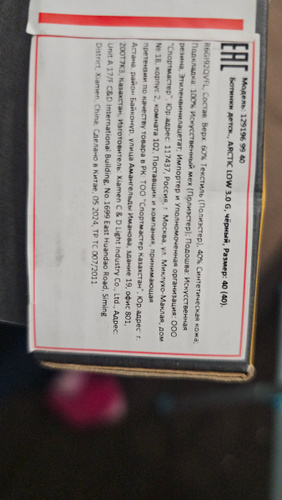 Модель: 129196 99 40
Ботинки детск., ARCTIC LOW 3.0 G, чёрный, Размер: 40 (40).
R6GI92QVFL, Состав: Верх: 60% Текстиль (Полиэстер); 40% Синтетическая кожа;
Подкладка: 100% Искусственный мех (Полиэстер); Подошва: Искусственная
резина, Этиленвинилацетат; Импортер и Уполномоченная организация: ООО
"Спортмастер". Юр. адрес: 117437, Россия, г. Москва, ул. Миклухо-Маклая, дом
№ 18, корпус 2, комната 102; Поставщик и компания, принимающая
претензии по качеству товара в РК: ТОО "Спортмастер Казахстан". Юр адрес: г.
Астана, район Байконур, улица Амангельды Иманова, здание 19, офис 801,
Z00T7K3, Казахстан; Изготовитель: Xiamen C & D Light Industry Co., Ltd., Адрес:
Unit A 17/F C&D International Building, No.1699 East Huandao Road, Siming
District, Xiamen, China; Сделано в Китае; 05.2024, ТР ТС 007/2011